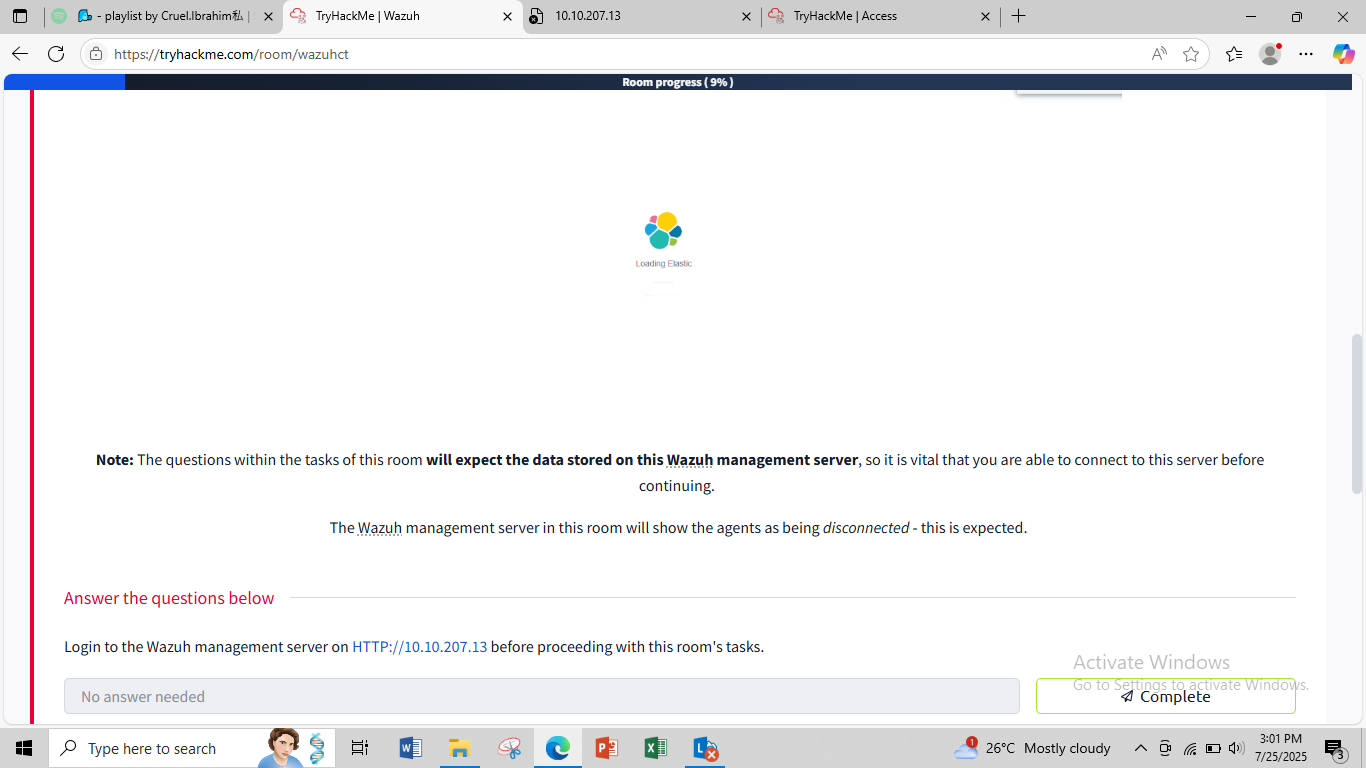 - playlist by Cruel.Ibrahim私 |
TryHackMe | Wazuh
10.10.207.13
TryHackMe | Access
https://tryhackme.com/room/wazuhct
Room progress ( 9% )
Loading Elastic
Note: The questions within the tasks of this room will expect the data stored on this Wazuh management server, so it is vital that you are able to connect to this server before
continuing.
The Wazuh management server in this room will show the agents as being disconnected - this is expected.
Answer the questions below
Login to the Wazuh management server on HTTP://10.10.207.13 before proceeding with this room's tasks.
Activate Windows
Go to Settings to activate Windows.
No answer needed
Complete
Type here to search
1
26°C Mostly cloudy
3:01 PM
7/25/2025
3